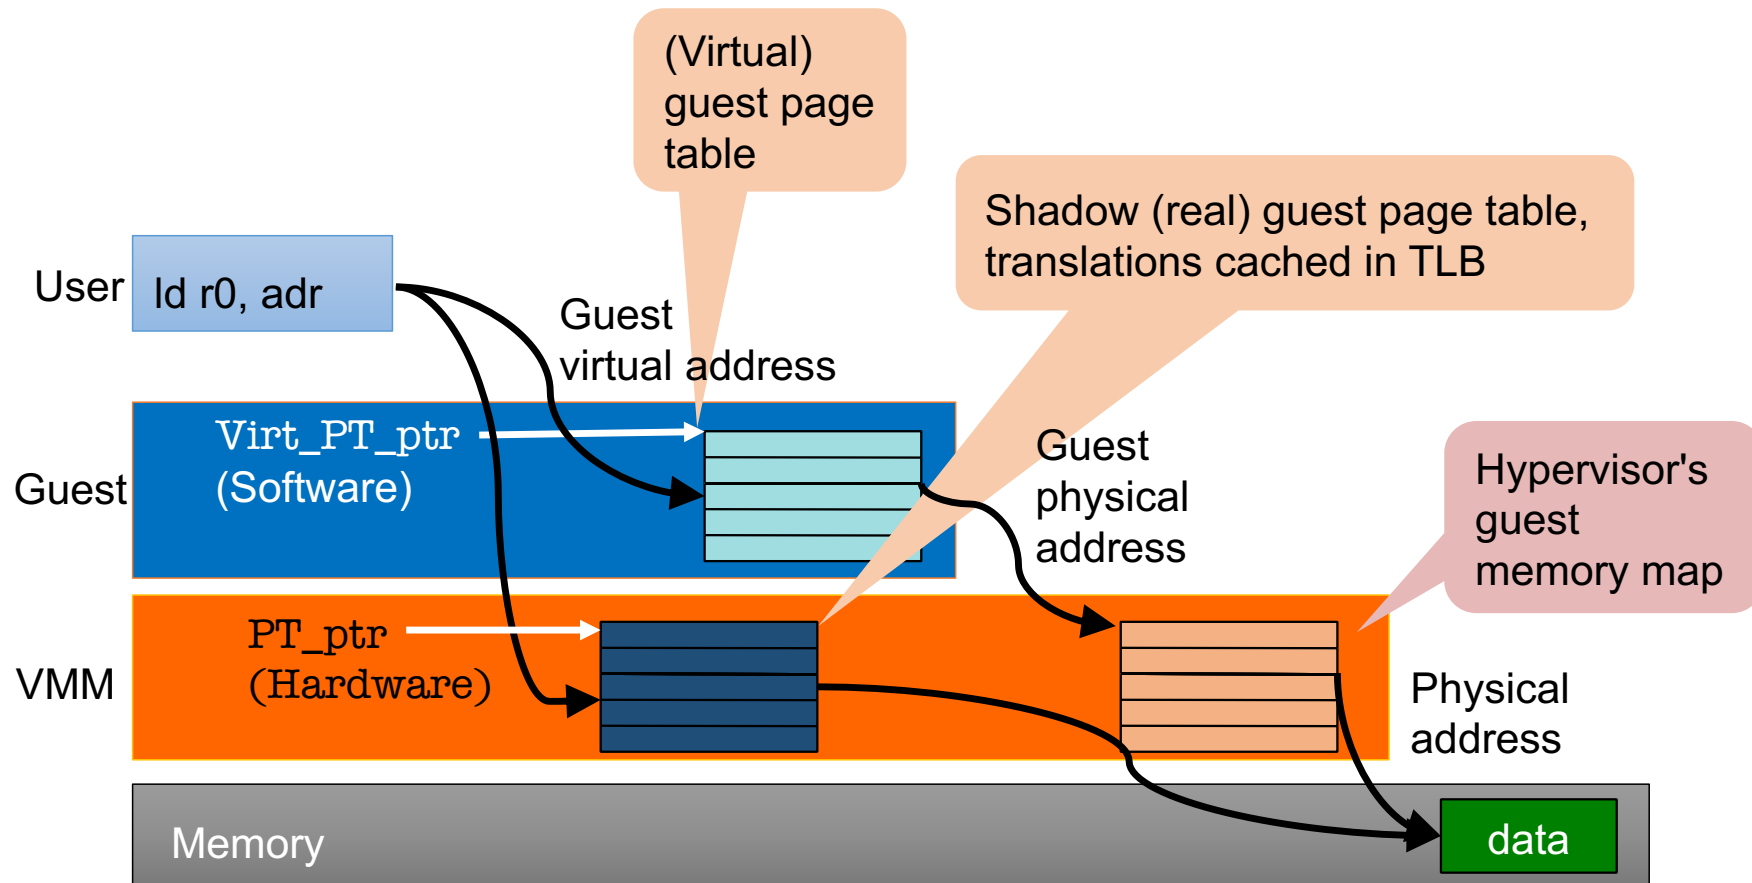 (Virtual)
guest page
table
Shadow (real) guest page table,
translations cached in TLB
User
ld r0, adr
Guest
virtual address
Guest
Virt_PT_ptr
(Software)
Guest
physical
address
Hypervisor's
guest
memory map
VMM
PT_ptr
(Hardware)
Physical
address
Memory
data